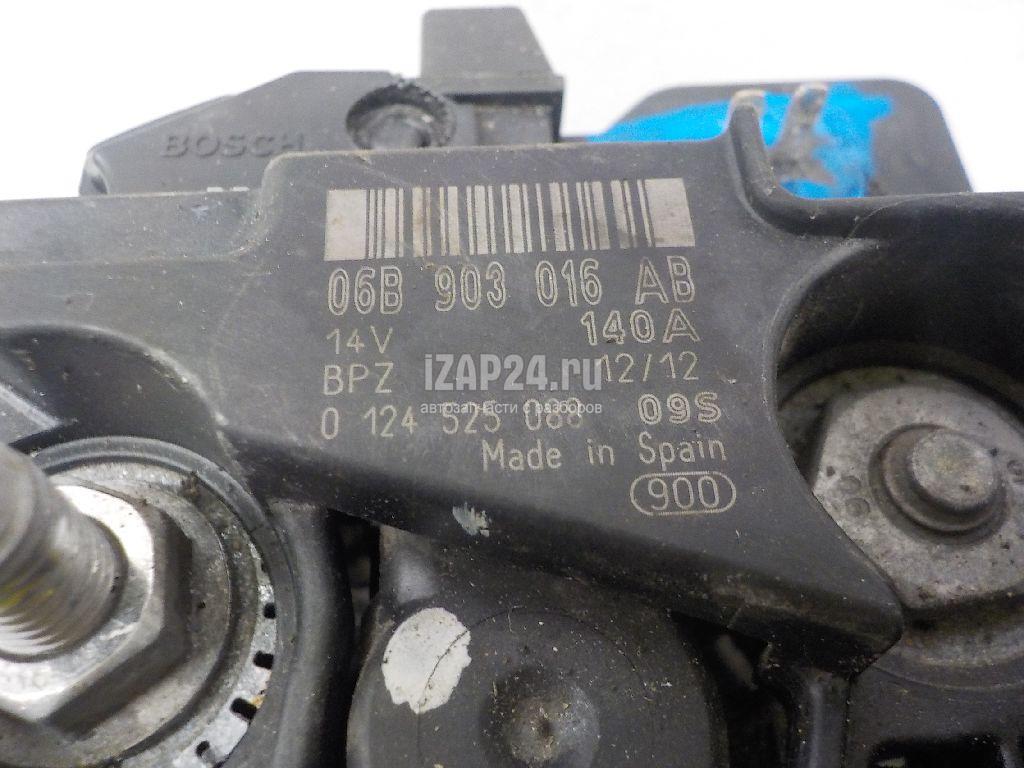 BOSCH
06B 903 016 AB
14V 140A
BPZ 12/12
0 124 525 088 09S
Made in Spain
900
iZAP24.ru
автозапчасти с разборов